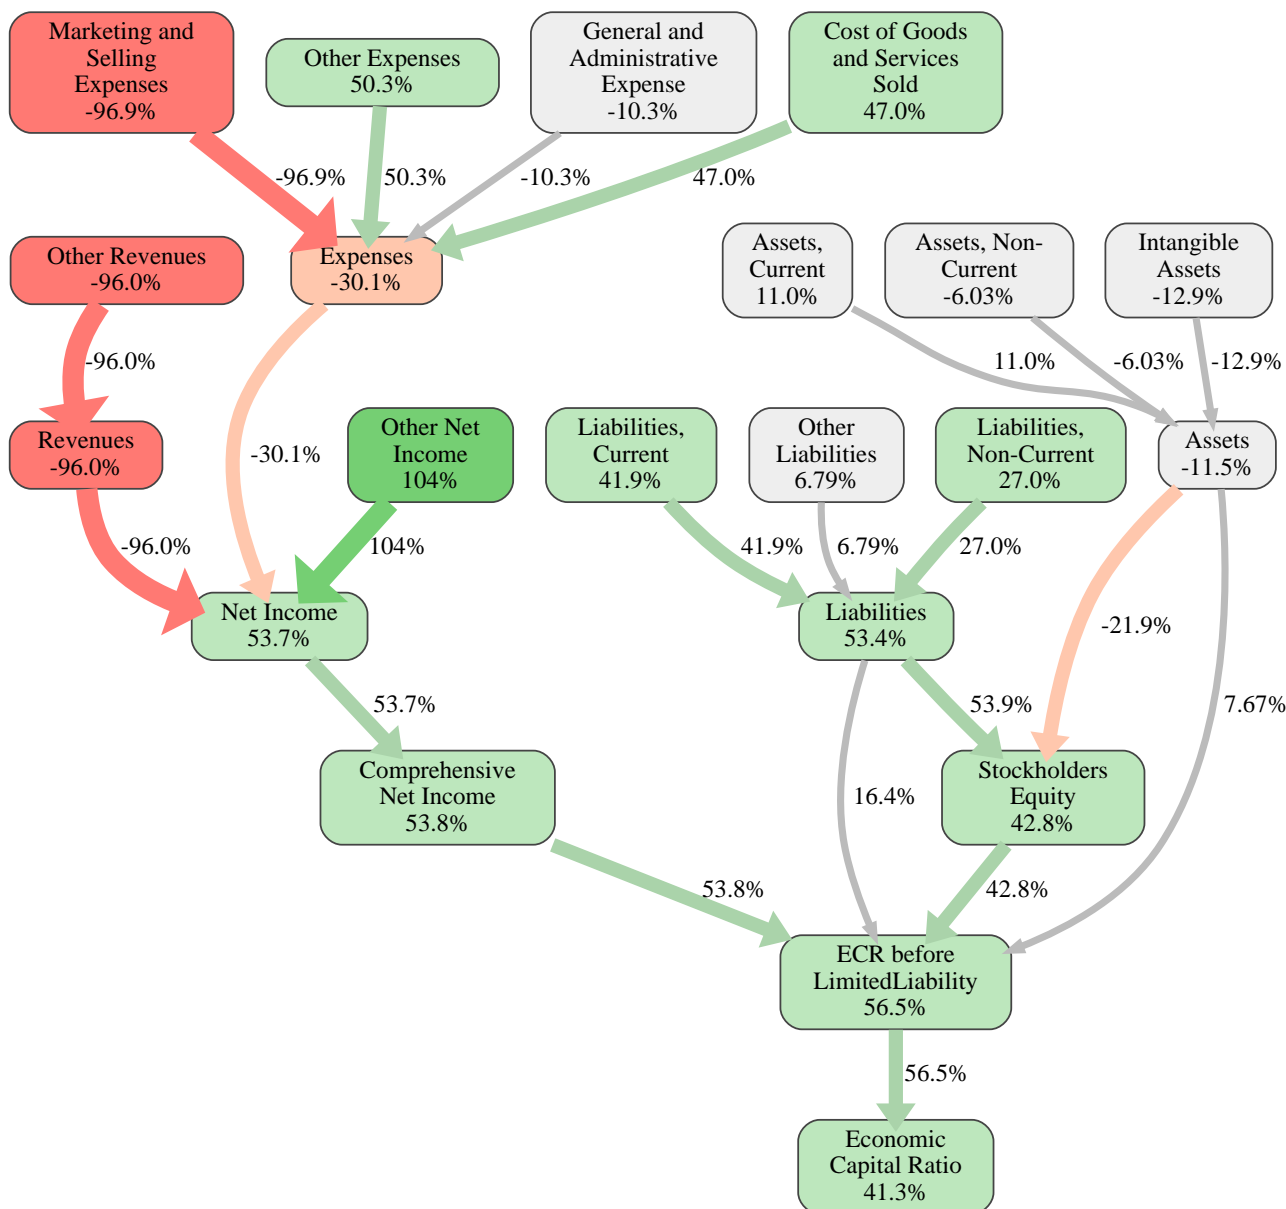 Marketing and
Selling
Expenses
-96.9%
Other Expenses
50.3%
General and
Administrative
Expense
-10.3%
Cost of Goods
and Services
Sold
47.0%
-96.9%
50.3%
-10.3%
47.0%
Other Revenues
-96.0%
Expenses
-30.1%
Assets,
Current
11.0%
Assets, Non-
Current
-6.03%
Intangible
Assets
-12.9%
-96.0%
11.0%
-6.03%
-12.9%
Revenues
-96.0%
-30.1%
Other Net
Income
104%
Liabilities,
Current
41.9%
Other
Liabilities
6.79%
Liabilities,
Non-Current
27.0%
Assets
-11.5%
-96.0%
104%
41.9%
6.79%
27.0%
Net Income
53.7%
Liabilities
53.4%
-21.9%
53.7%
53.9%
7.67%
Comprehensive
Net Income
53.8%
16.4%
Stockholders
Equity
42.8%
53.8%
42.8%
ECR before
LimitedLiability
56.5%
56.5%
Economic
Capital Ratio
41.3%